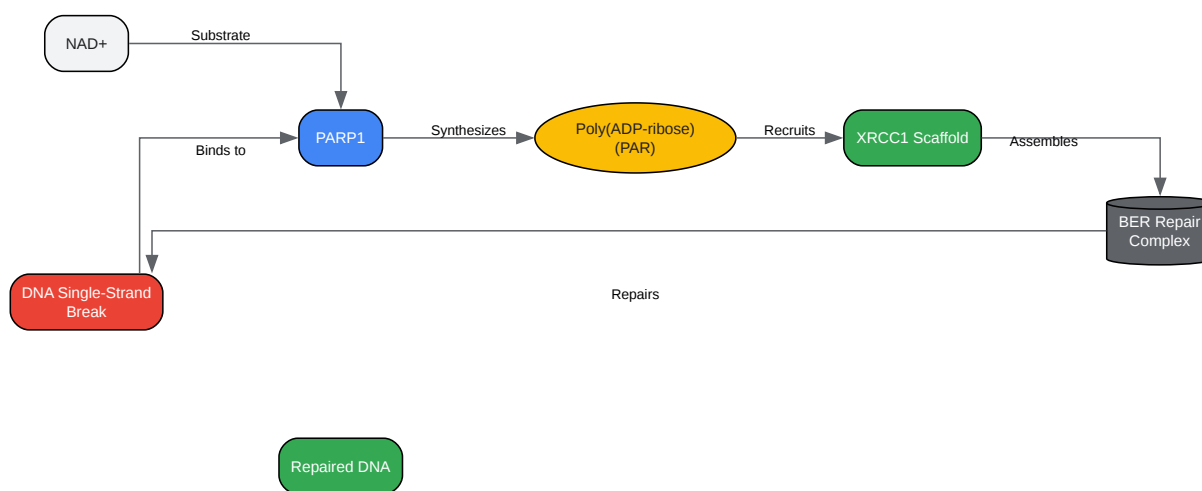 NAD+
Substrate
PARP1
Synthesizes
Poly(ADP-ribose)
(PAR)
Recruits
XRCC1 Scaffold
Assembles
Binds to
BER Repair
Complex
DNA Single-Strand
Break
Repairs
Repaired DNA